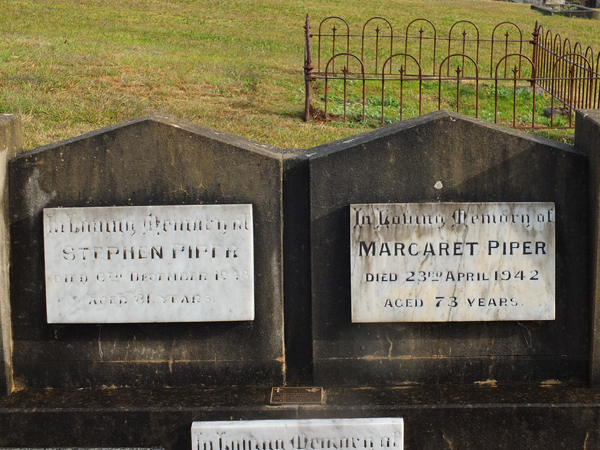 In Loving Memory of
STEPHEN PIPER
DIED DECEMBER
AGED 81 YEARS.
In Loving Memory of
MARGARET PIPER
DIED 23RD APRIL 1942
AGED 73 YEARS.
In Loving Memory of